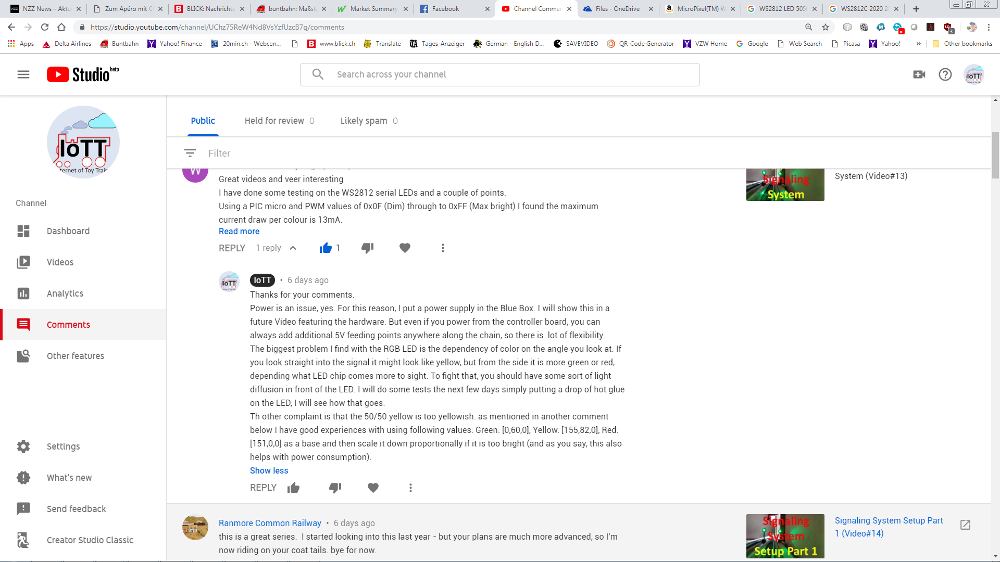 NZZ NZZ News – Aktu
Zum Apéro mit C
B BLICK: Nachrichte
buntbahn: Maßst
Market Summary
Facebook
Channel Commen
Files - OneDrive
MicroPixel(TM) W
WS2812 LED 505
WS2812C 2020 2
https://studio.youtube.com/channel/UChz75ReW4Nd8VsYzfUzcB7g/comments
3
Apps
Delta Airlines
Buntbahn
Yahoo! Finance
20min.ch - Webcen...
B www.blick.ch
Translate
Tages-Anzeiger
German - English D...
SAVEVIDEO
QR-Code Generator
VZW Home
Google
Web Search
Picasa
Yahoo!
»
Other bookmarks
Studio beta
Search across your channel
IoTT
IoTT
nternet of Toy Train
Channel
Dashboard
Videos
Analytics
Comments
Other features
Settings
What's new
Send feedback
Creator Studio Classic
Public
Held for review 0
Likely spam 0
Filter
W
Great videos and veer interesting
I have done some testing on the WS2812 serial LEDs and a couple of points.
Using a PIC micro and PWM values of 0x0F (Dim) through to 0xFF (Max bright) I found the maximum
current draw per colour is 13mA.
Read more
REPLY 1 reply 1
Signaling
System
System (Video#13)
IoTT
IoTT • 6 days ago
Thanks for your comments.
Power is an issue, yes. For this reason, I put a power supply in the Blue Box. I will show this in a
future Video featuring the hardware. But even if you power from the controller board, you can
always add additional 5V feeding points anywhere along the chain, so there is  lot of flexibility.
The biggest problem I find with the RGB LED is the dependency of color on the angle you look at. If
you look straight into the signal it might look like yellow, but from the side it is more green or red,
depending what LED chip comes more to sight. To fight that, you should have some sort of light
diffusion in front of the LED. I will do some tests the next few days simply putting a drop of hot glue
on the LED, I will see how that goes.
Th other complaint is that the 50/50 yellow is too yellowish. as mentioned in another comment
below I have good experiences with using following values: Green: [0,60,0], Yellow: [155,82,0], Red:
[151,0,0] as a base and then scale it down proportionally if it is too bright (and as you say, this also
helps with power consumption).
Show less
REPLY
Ranmore Common Railway • 6 days ago
this is a great series.  I started looking into this last year - but your plans are much more advanced, so I'm
now riding on your coat tails. bye for now.
Signaling
System
Setup Part 1
Signaling System Setup Part
1 (Video#14)